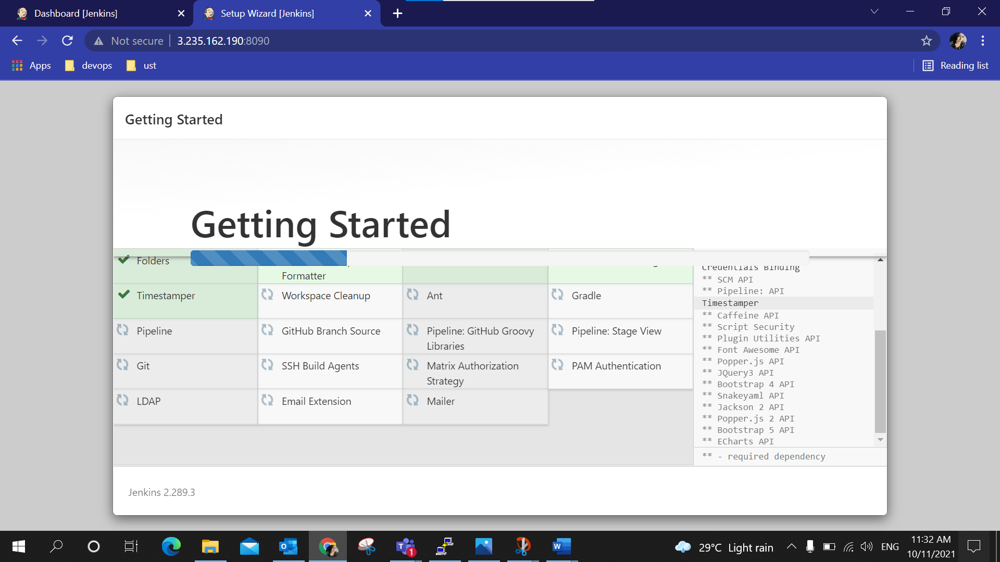 Dashboard [Jenkins]
Setup Wizard [Jenkins]
Not secure
3.235.162.190:8090
Apps
devops
ust
Reading list
Getting Started
Getting Started
Folders
Formatter
Timestamper
Workspace Cleanup
Ant
Gradle
Pipeline
GitHub Branch Source
Pipeline: GitHub Groovy
Libraries
Pipeline: Stage View
Git
SSH Build Agents
Matrix Authorization
Strategy
PAM Authentication
LDAP
Email Extension
Mailer
Credentials Binding
** SCM API
** Pipeline: API
Timestamper
** Caffeine API
** Script Security
** Plugin Utilities API
** Font Awesome API
** Popper.js API
** JQuery3 API
** Bootstrap 4 API
** Snakeyaml API
** Jackson 2 API
** Popper.js 2 API
** Bootstrap 5 API
** ECharts API
** - required dependency
Jenkins 2.289.3
29°C Light rain
ENG
11:32 AM
10/11/2021